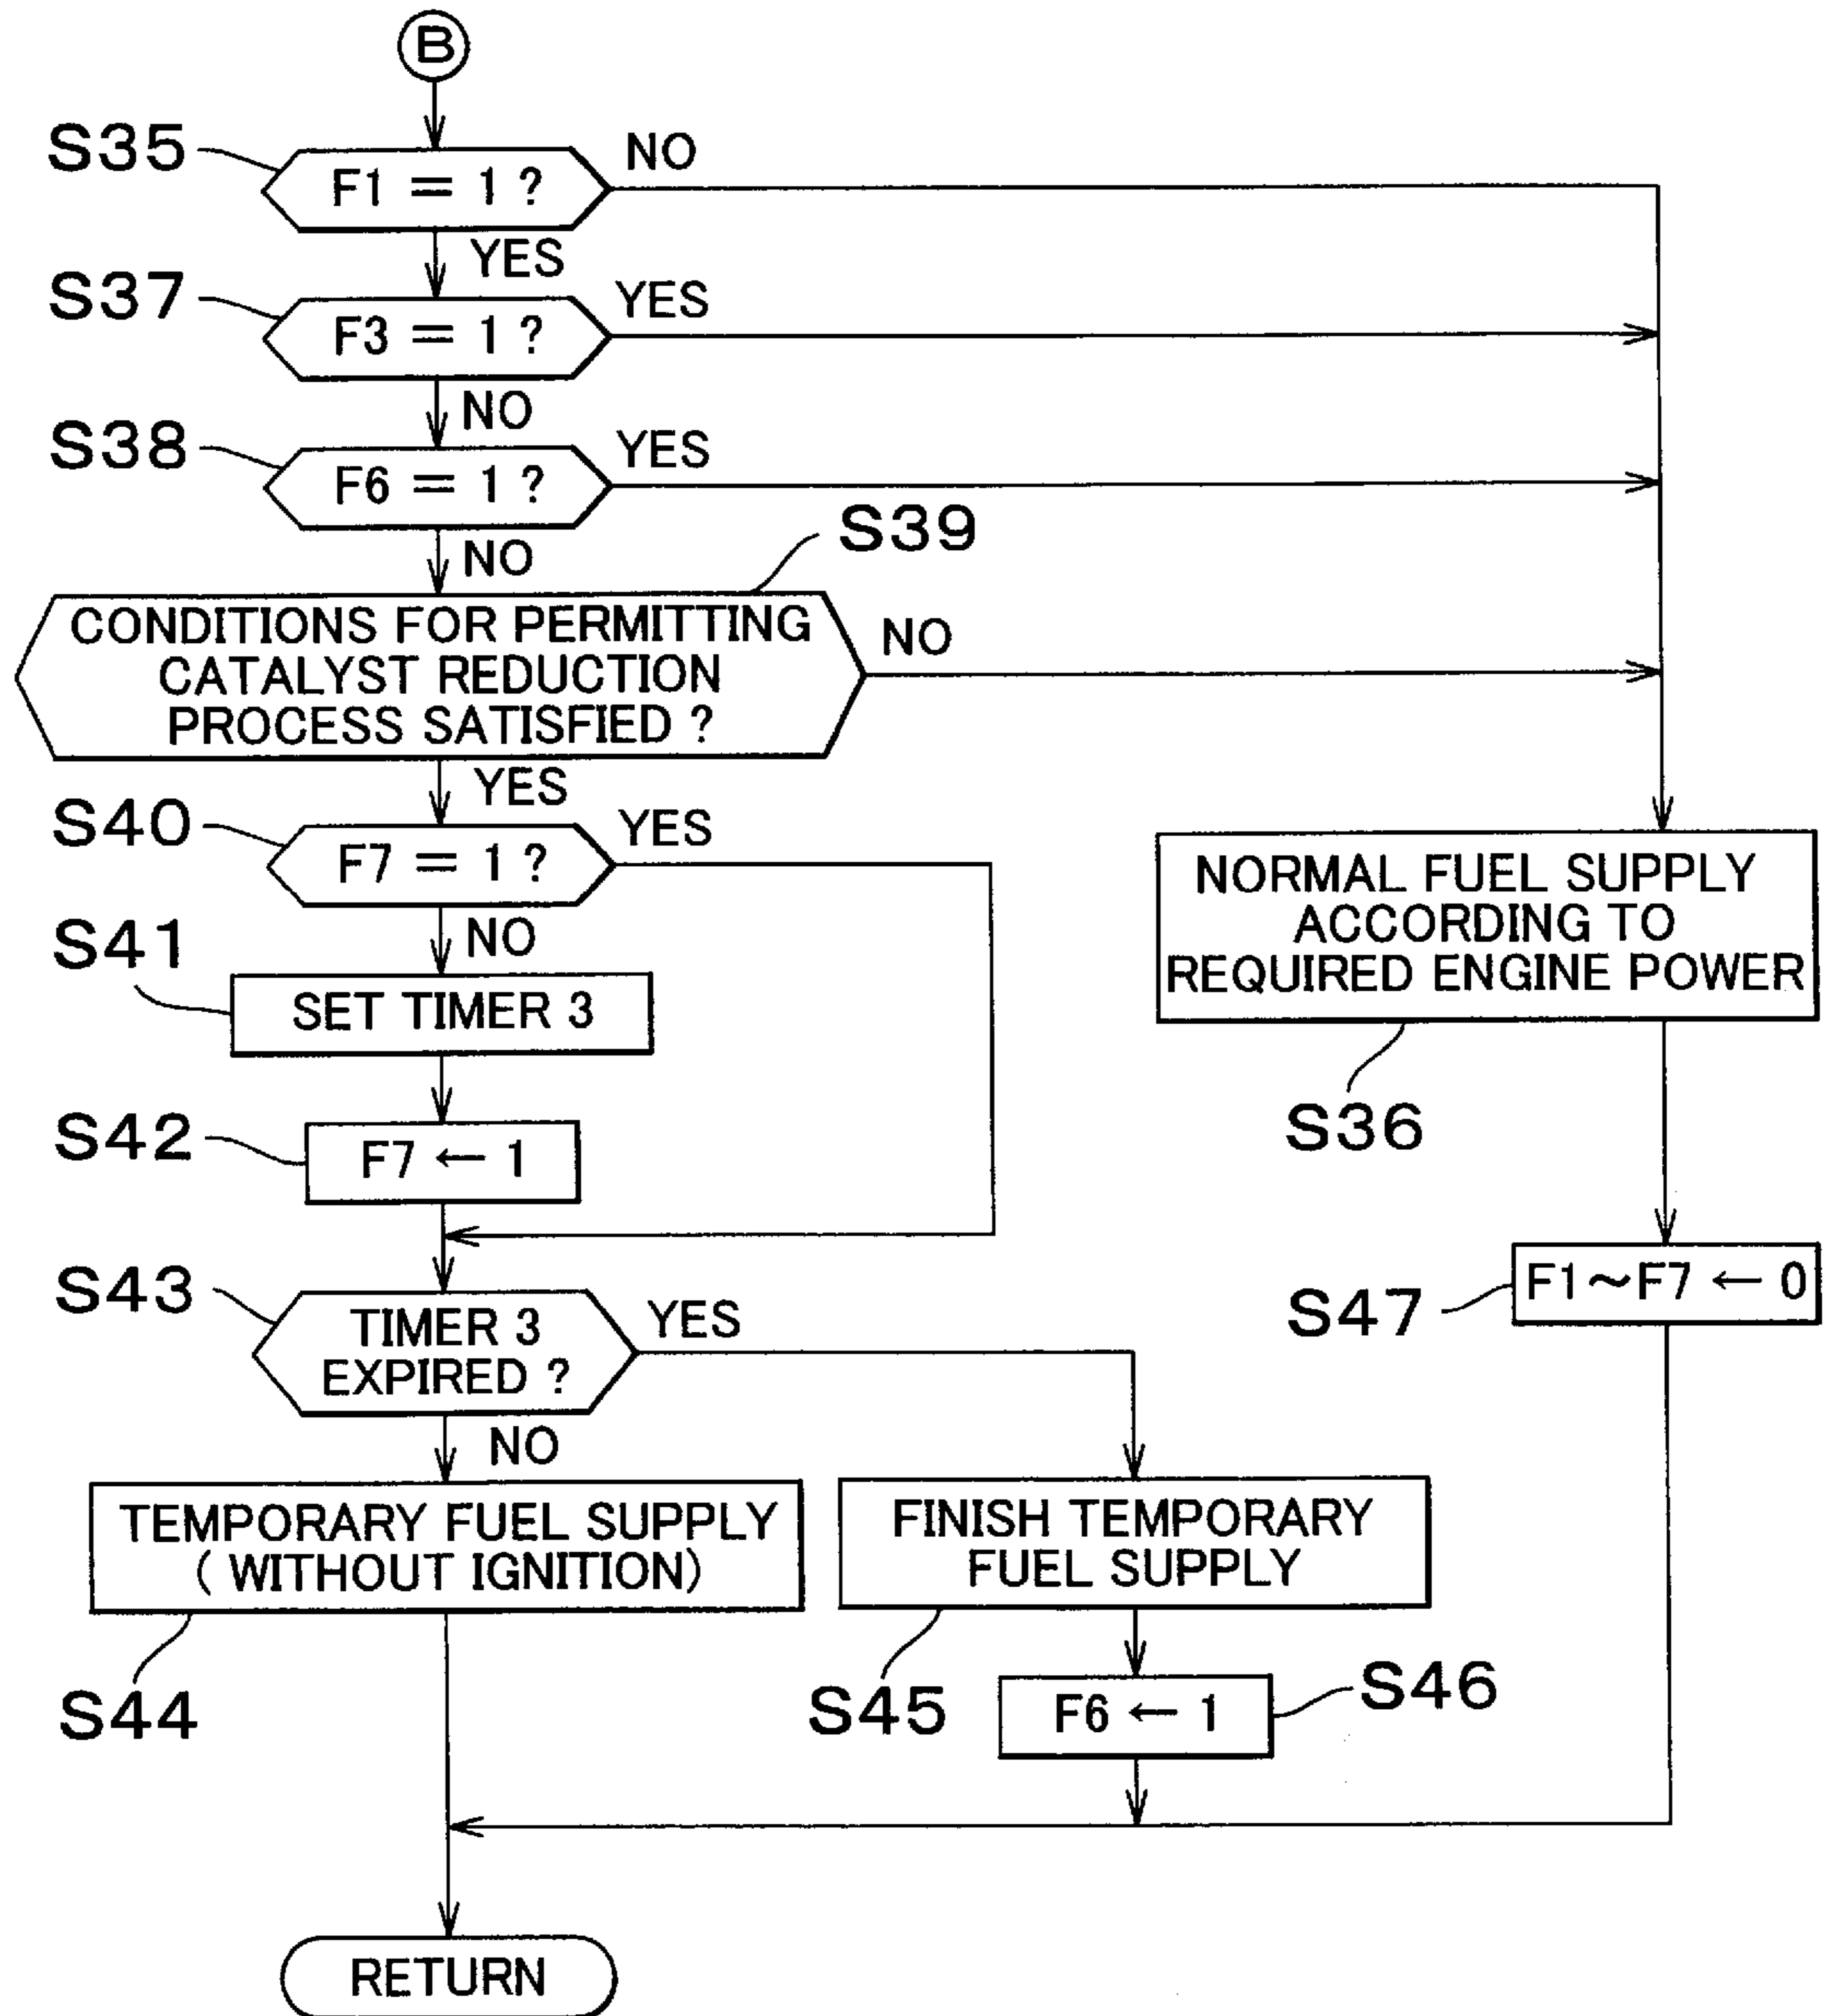 B
S35
F1 = 1 ?
NO
YES
S37
F3 = 1 ?
YES
NO
S38
F6 = 1 ?
YES
NO
S39
CONDITIONS FOR PERMITTING
CATALYST REDUCTION
PROCESS SATISFIED ?
NO
YES
S40
F7 = 1 ?
YES
NO
S41
SET TIMER 3
S42
F7 ← 1
NORMAL FUEL SUPPLY
ACCORDING TO
REQUIRED ENGINE POWER
S36
S47
F1~F7 ← 0
S43
TIMER 3
EXPIRED ?
YES
NO
TEMPORARY FUEL SUPPLY
( WITHOUT IGNITION)
S44
FINISH TEMPORARY
FUEL SUPPLY
S45
F6 ← 1
S46
RETURN